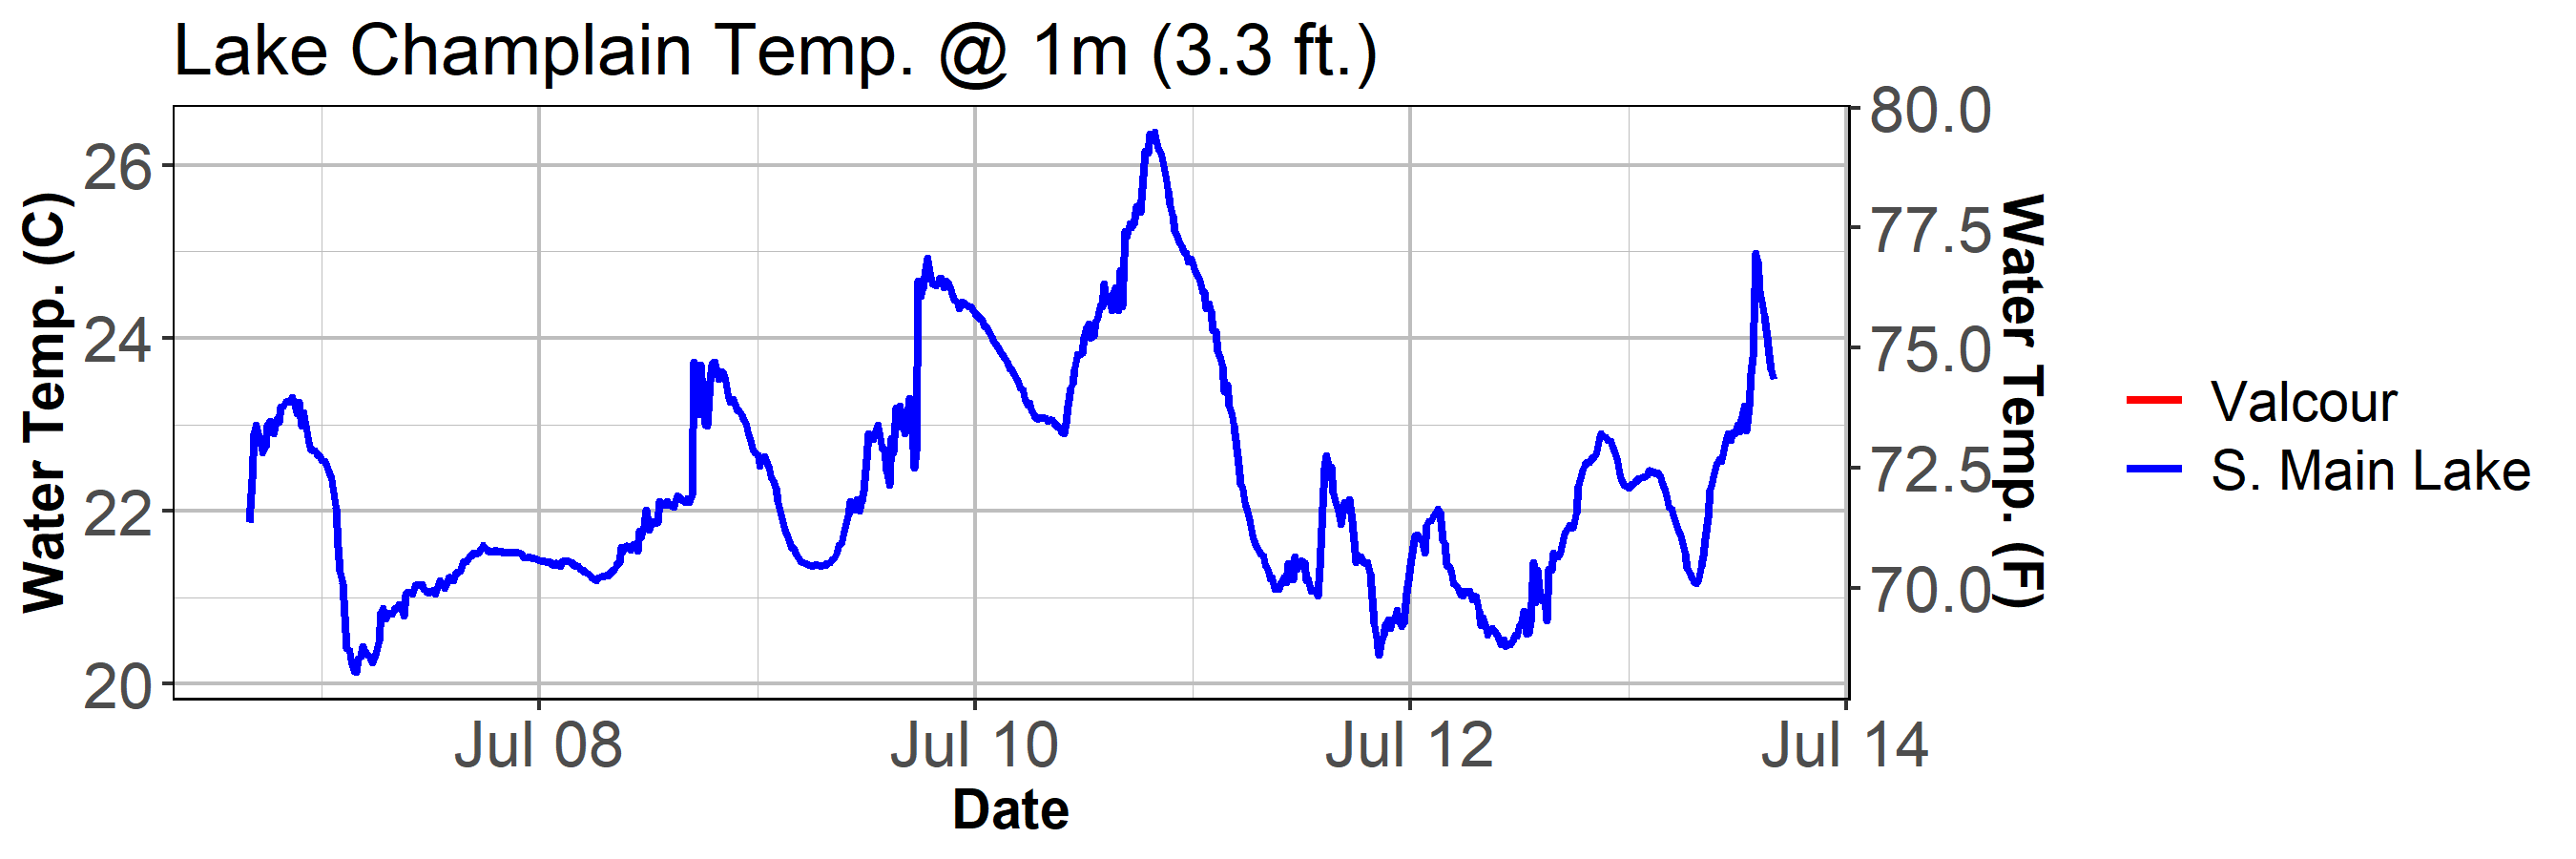 Lake Champlain Temp. @ 1m (3.3 ft.)
Water Temp. (C)
26
24
22
20
80.0
77.5
75.0
72.5
70.0
Water Temp. (F)
Jul 08
Jul 10
Jul 12
Jul 14
Date
Valcour
S. Main Lake